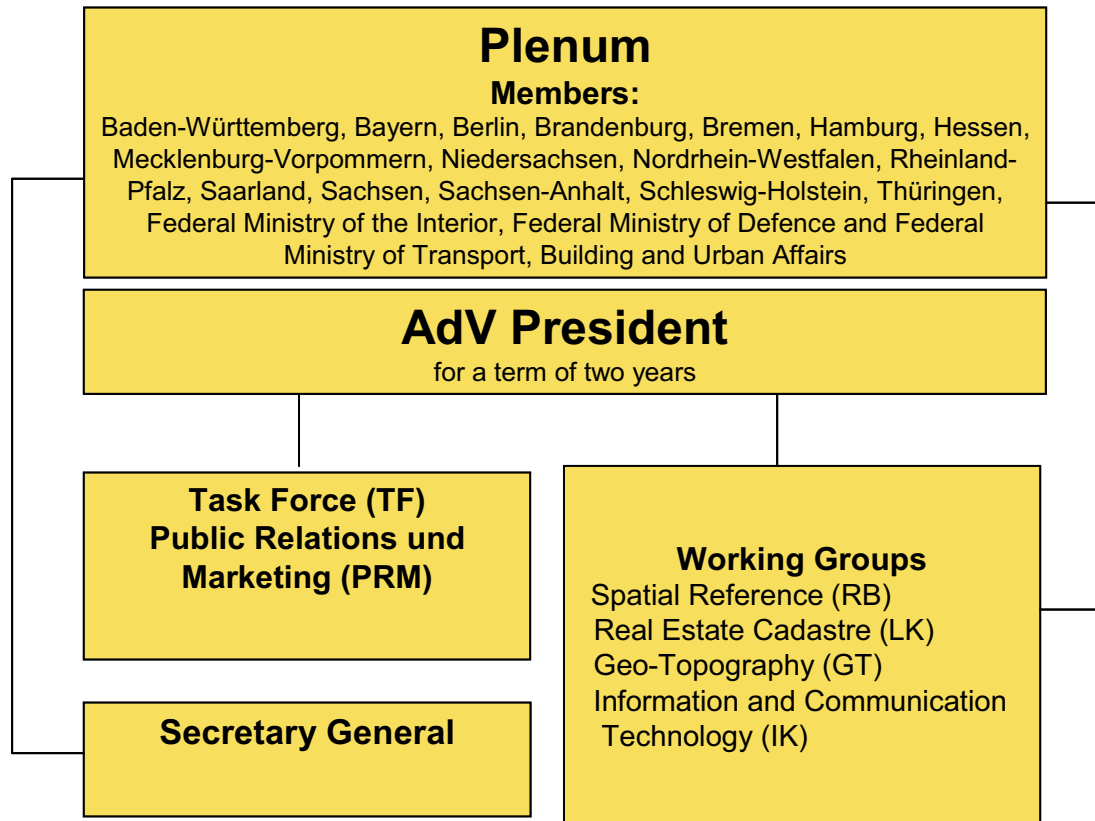 Plenum
Members:
Baden-Württemberg, Bayern, Berlin, Brandenburg, Bremen, Hamburg, Hessen,
Mecklenburg-Vorpommern, Niedersachsen, Nordrhein-Westfalen, Rheinland-
Pfalz, Saarland, Sachsen, Sachsen-Anhalt, Schleswig-Holstein, Thüringen,
Federal Ministry of the Interior, Federal Ministry of Defence and Federal
Ministry of Transport, Building and Urban Affairs
AdV President
for a term of two years
Task Force (TF)
Public Relations und
Marketing (PRM)
Secretary General
Working Groups
Spatial Reference (RB)
Real Estate Cadastre (LK)
Geo-Topography (GT)
Information and Communication
Technology (IK)